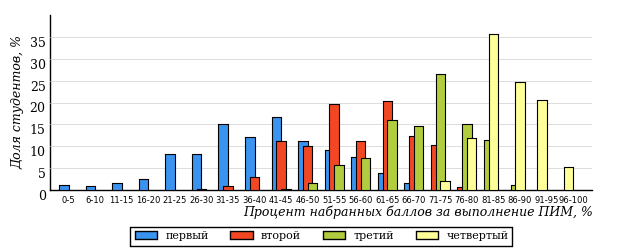 Доля студентов, %
35
30
25
20
15
10
5
0
0-5 6-10 11-15 16-20 21-25 26-30 31-35 36-40 41-45 46-50 51-55 56-60 61-65 66-70 71-75 76-80 81-85 86-90 91-95 96-100
Процент набранных баллов за выполнение ПИМ, %
первый второй третий четвертый